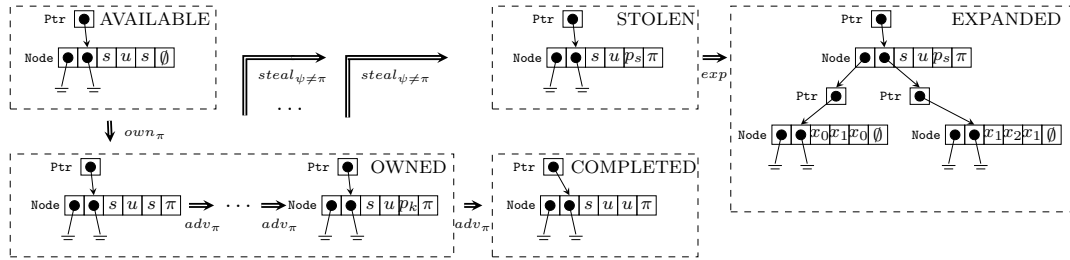 Ptr AVAILABLE
Node s u s ∅
steal_{ψ≠π}
. . .
steal_{ψ≠π}
Ptr STOLEN
Node s u p_s π
exp
Ptr EXPANDED
Node s u p_s π
Ptr Ptr
Node x_0 x_1 x_0 ∅
Node x_1 x_2 x_1 ∅
own_π
Ptr
Node s u s π
adv_π
. . .
adv_π
Ptr OWNED
Node s u p_k π
adv_π
Ptr COMPLETED
Node s u u π